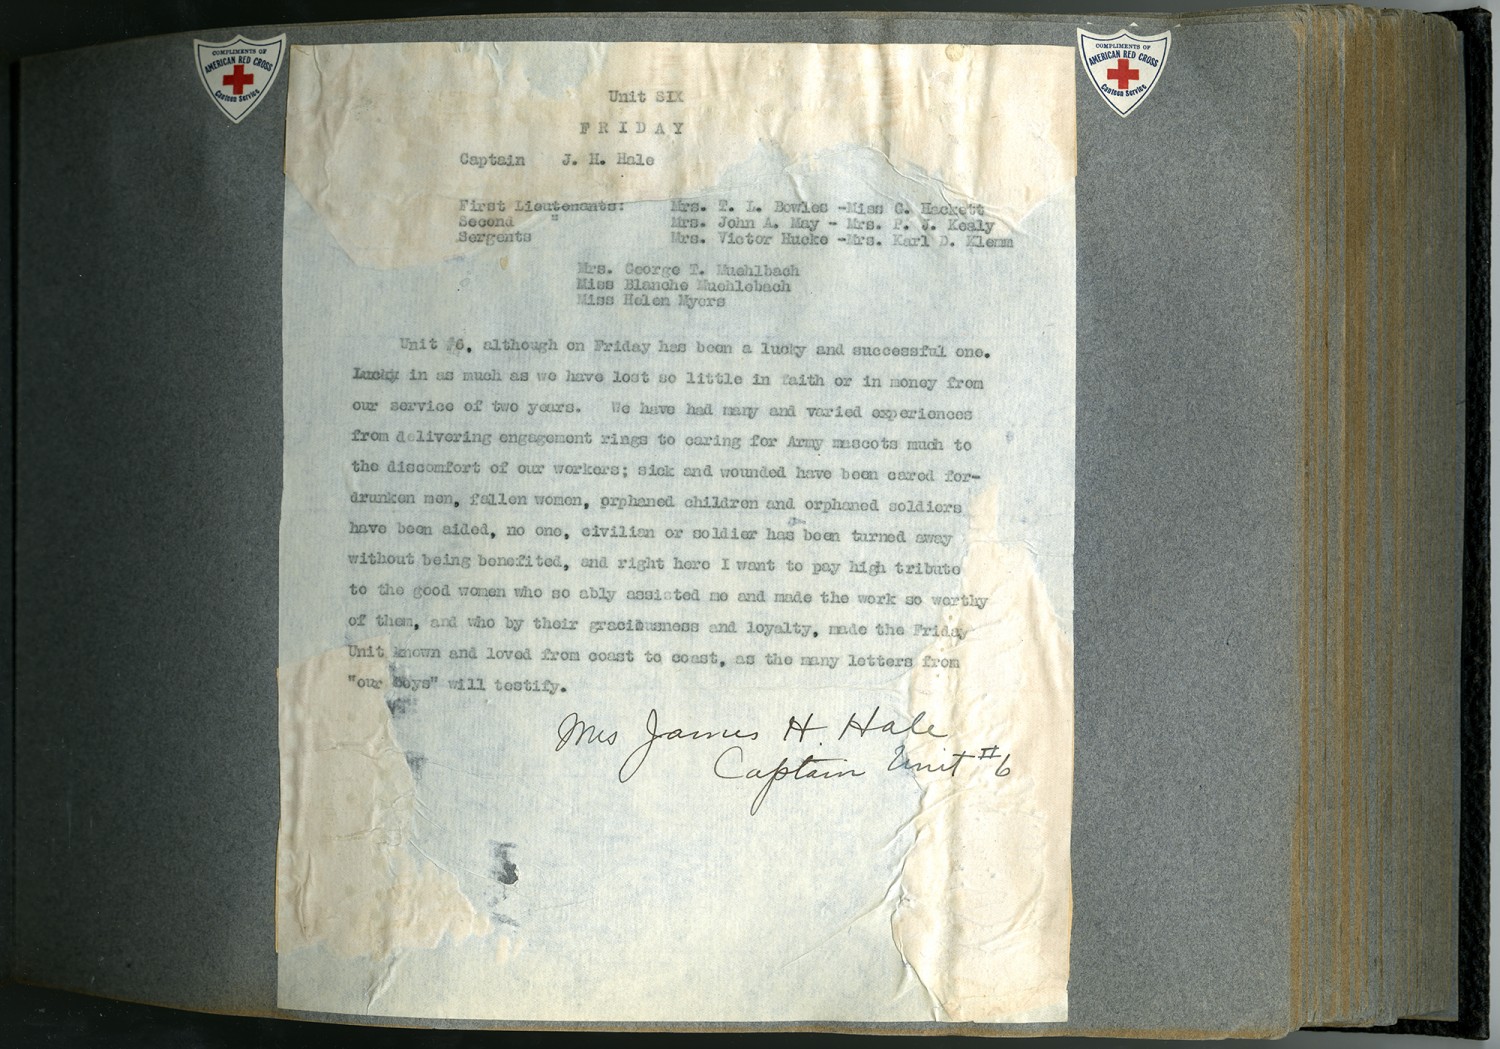 COMPLIMENTS OF
AMERICAN RED CROSS
Canteen Service
COMPLIMENTS OF
AMERICAN RED CROSS
Canteen Service
Unit SIX
FRIDAY
Captain J. H. Hale
First Lieutenants: Mrs. T. L. Bowles -Miss C. Hackett
Second " Mrs. John A. May - Mrs. P. J. Kealy
Sergents Mrs. Victor Hucke -Mrs. Karl D. Klemm
Mrs. George T. Muehlbach
Miss Blanche Muehlebach
Miss Helen Myers
Unit #6, although on Friday has been a lucky and successful one.
Lucky in as much as we have lost so little in faith or in money from
our service of two years. We have had many and varied experiences
from delivering engagement rings to caring for Army mascots much to
the discomfort of our workers; sick and wounded have been cared for-
drunken men, fallen women, orphaned children and orphaned soldiers
have been aided, no one, civilian or soldier has been turned away
without being benefited, and right here I want to pay high tribute
to the good women who so ably assisted me and made the work so worthy
of them, and who by their graciousness and loyalty, made the Friday
Unit known and loved from coast to coast, as the many letters from
"our boys" will testify.
Mrs James H. Hale
Captain Unit #6